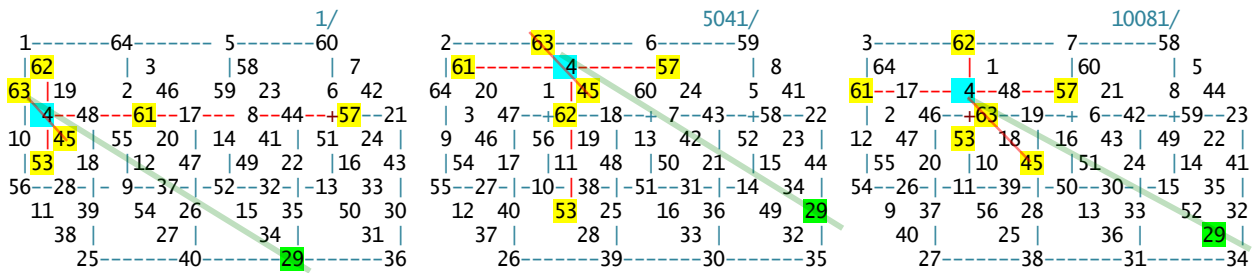 1/
1 64 5 60
62 3 58 7
63 19 2 46 59 23 6 42
4 48 61 17 8 44 57 21
10 45 55 20 14 41 51 24
53 18 12 47 49 22 16 43
56 28 9 37 52 32 13 33
11 39 54 26 15 35 50 30
38 27 34 31
25 40 29 36
5041/
2 63 6 59
61 4 57 8
64 20 1 45 60 24 5 41
3 47 62 18 7 43 58 22
9 46 56 19 13 42 52 23
54 17 11 48 50 21 15 44
55 27 10 38 51 31 14 34
12 40 53 25 16 36 49 29
37 28 33 32
26 39 30 35
10081/
3 62 7 58
64 1 60 5
61 17 4 48 57 21 8 44
2 46 63 19 6 42 59 23
12 47 53 18 16 43 49 22
55 20 10 45 51 24 14 41
54 26 11 39 50 30 15 35
9 37 56 28 13 33 52 32
40 25 36 29
27 38 31 34